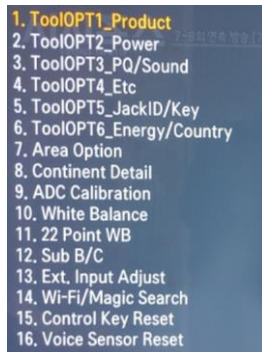 1. ToolOPT1_Product
2. ToolOPT2_Power
3. ToolOPT3_PQ/Sound
4. ToolOPT4_Etc
5. ToolOPT5_JackID/Key
6. ToolOPT6_Energy/Country
7. Area Option
8. Continent Detail
9. ADC Calibration
10. White Balance
11. 22 Point WB
12. Sub B/C
13. Ext. Input Adjust
14. Wi-Fi/Magic Search
15. Control Key Reset
16. Voice Sensor Reset